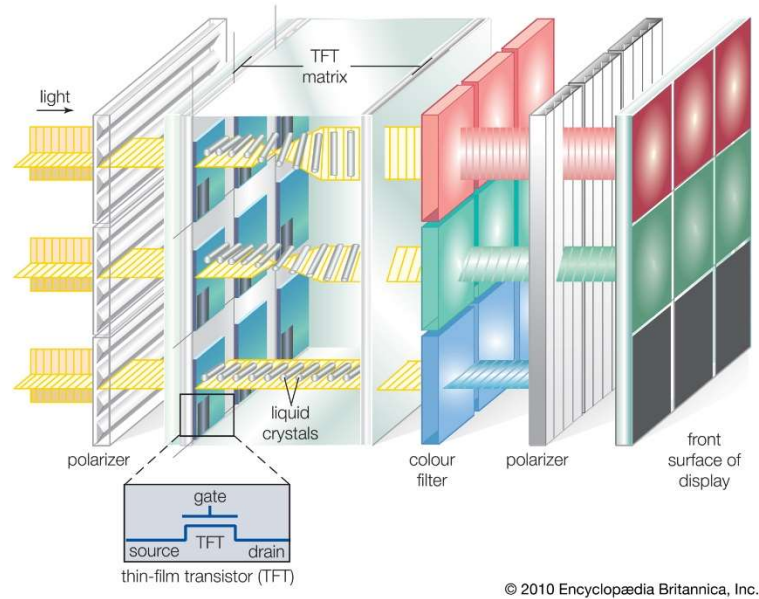 TFT
matrix
light
liquid
crystals
polarizer
colour
filter
polarizer
front
surface of
display
gate
TFT
source
drain
thin-film transistor (TFT)
© 2010 Encyclopædia Britannica, Inc.